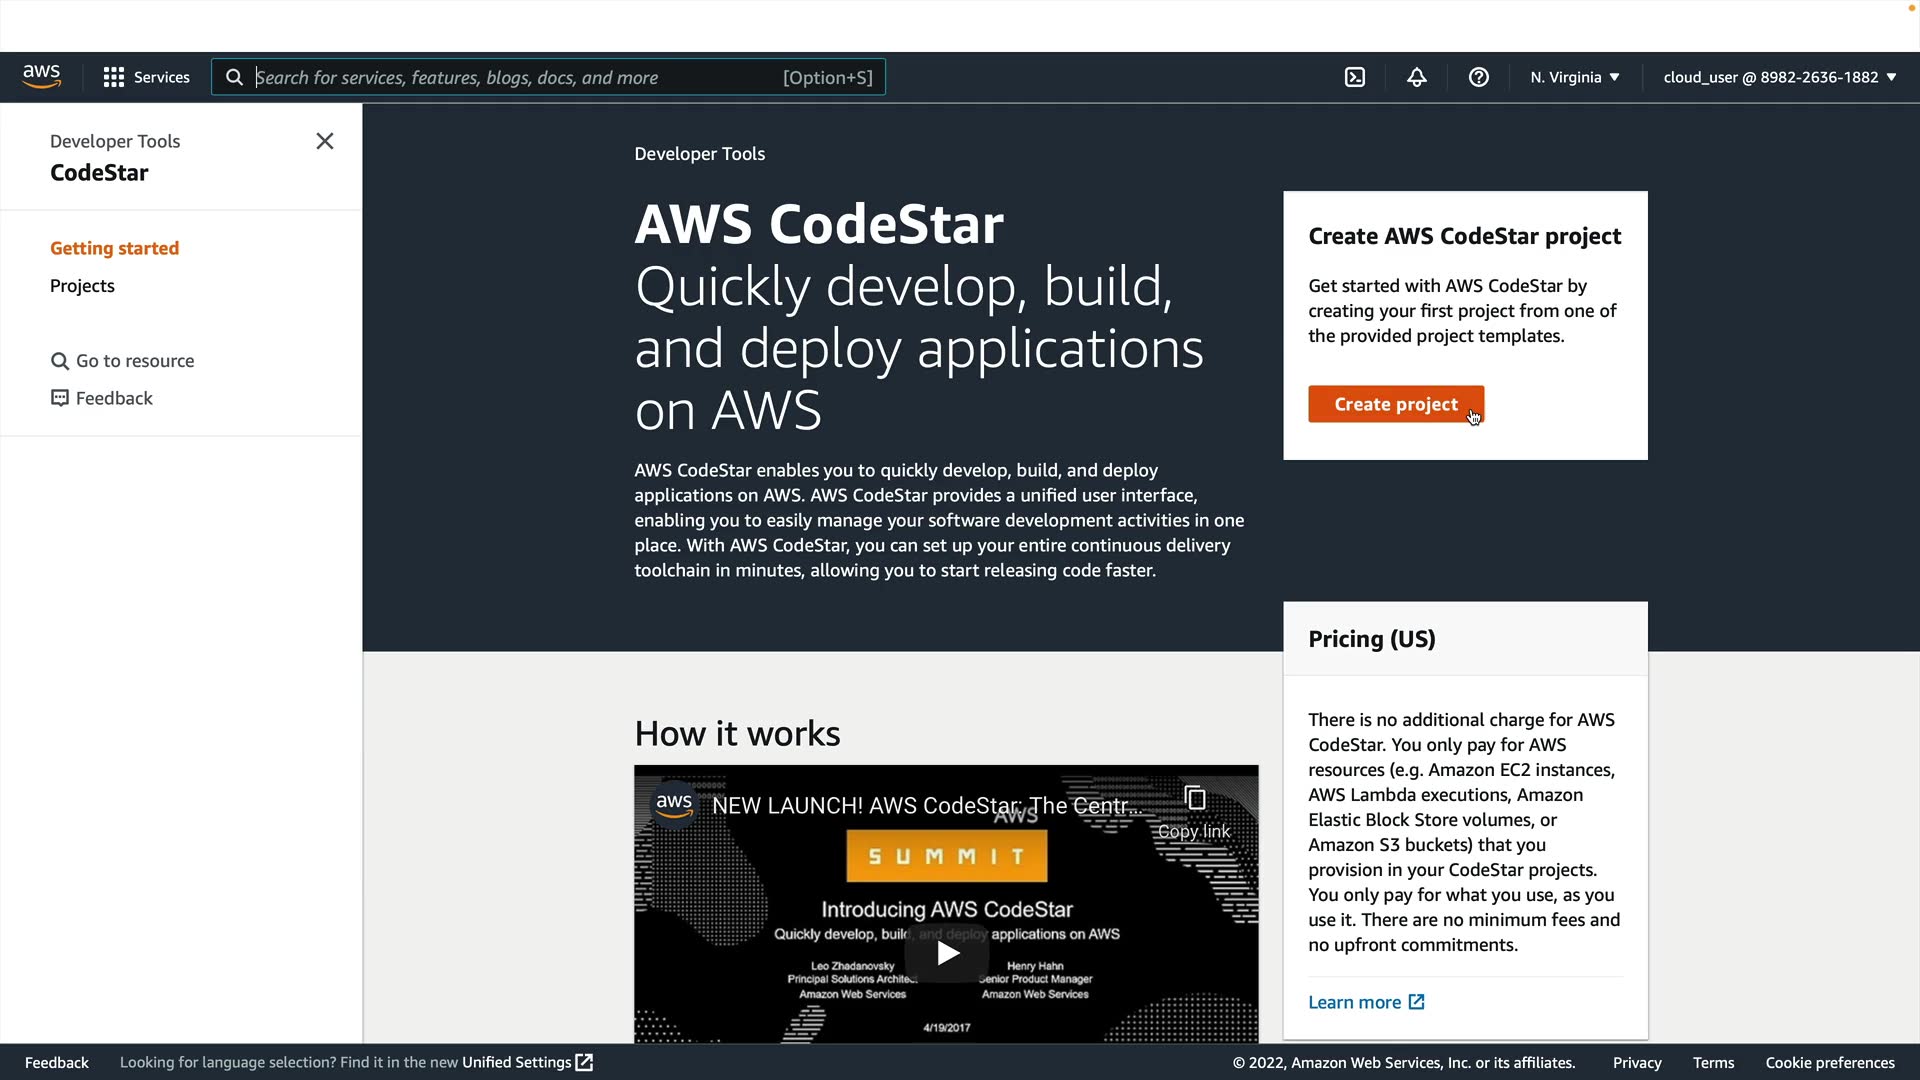 aws
Services
Search for services, features, blogs, docs, and more
[Option+S]
N. Virginia
cloud_user @ 8982-2636-1882
Developer Tools
CodeStar
Getting started
Projects
Go to resource
Feedback
Developer Tools
AWS CodeStar
Quickly develop, build,
and deploy applications
on AWS
AWS CodeStar enables you to quickly develop, build, and deploy
applications on AWS. AWS CodeStar provides a unified user interface,
enabling you to easily manage your software development activities in one
place. With AWS CodeStar, you can set up your entire continuous delivery
toolchain in minutes, allowing you to start releasing code faster.
Create AWS CodeStar project
Get started with AWS CodeStar by
creating your first project from one of
the provided project templates.
Create project
Pricing (US)
There is no additional charge for AWS
CodeStar. You only pay for AWS
resources (e.g. Amazon EC2 instances,
AWS Lambda executions, Amazon
Elastic Block Store volumes, or
Amazon S3 buckets) that you
provision in your CodeStar projects.
You only pay for what you use, as you
use it. There are no minimum fees and
no upfront commitments.
Learn more
How it works
aws
NEW LAUNCH! AWS CodeStar: The Centr...
Copy link
AWS
SUMMIT
Introducing AWS CodeStar
Quickly develop, build, and deploy applications on AWS
Leo Zhadanovsky
Principal Solutions Architect
Amazon Web Services
Henry Hahn
Senior Product Manager
Amazon Web Services
4/19/2017
Feedback
Looking for language selection? Find it in the new Unified Settings
© 2022, Amazon Web Services, Inc. or its affiliates.
Privacy
Terms
Cookie preferences